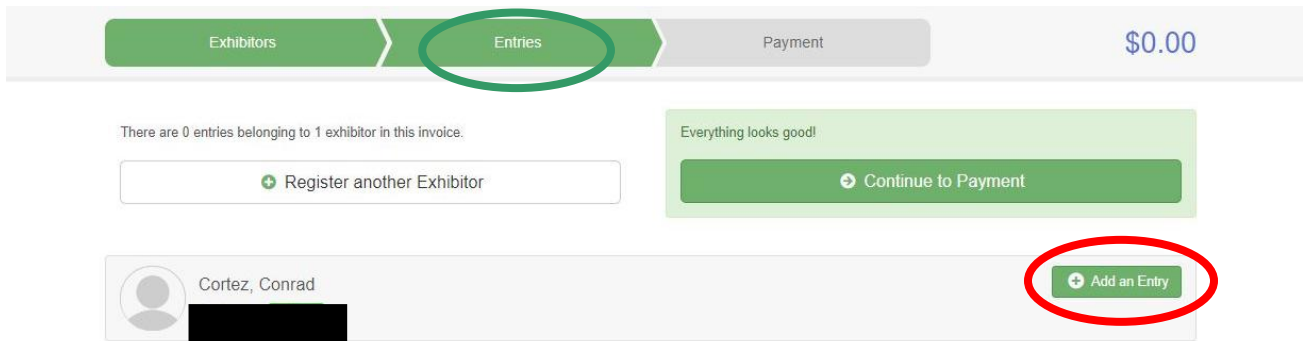 Exhibitors
Entries
Payment
$0.00
There are 0 entries belonging to 1 exhibitor in this invoice.
Register another Exhibitor
Everything looks good!
Continue to Payment
Cortez, Conrad
Add an Entry